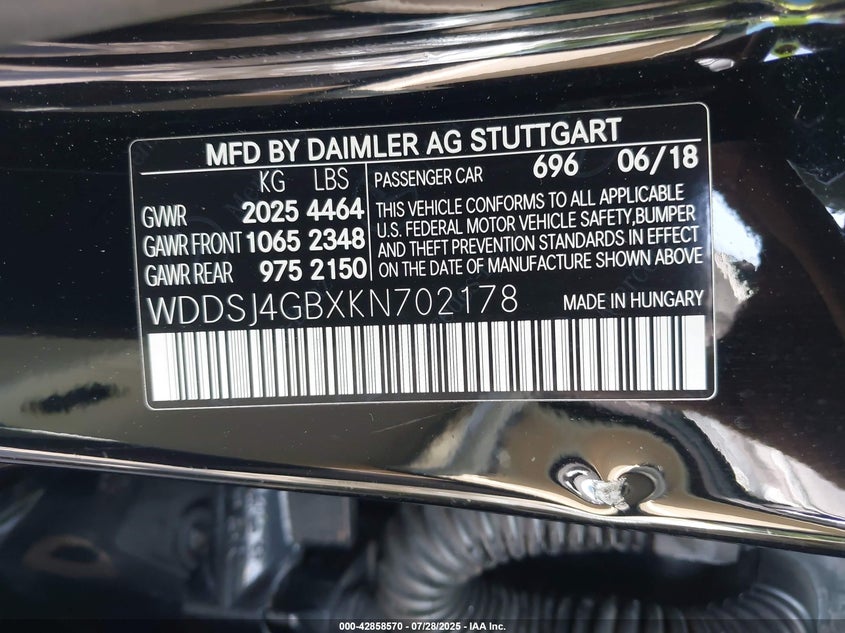 MFD BY DAIMLER AG STUTTGART
KG LBS
GVWR 2025 4464
GAWR FRONT 1065 2348
GAWR REAR 975 2150
PASSENGER CAR 696 06/18
THIS VEHICLE CONFORMS TO ALL APPLICABLE
U.S. FEDERAL MOTOR VEHICLE SAFETY,BUMPER
AND THEFT PREVENTION STANDARDS IN EFFECT
ON THE DATE OF MANUFACTURE SHOWN ABOVE
WDDSJ4GBXKN702178 MADE IN HUNGARY
000-42858570 - 07/28/2025 - IAA Inc.